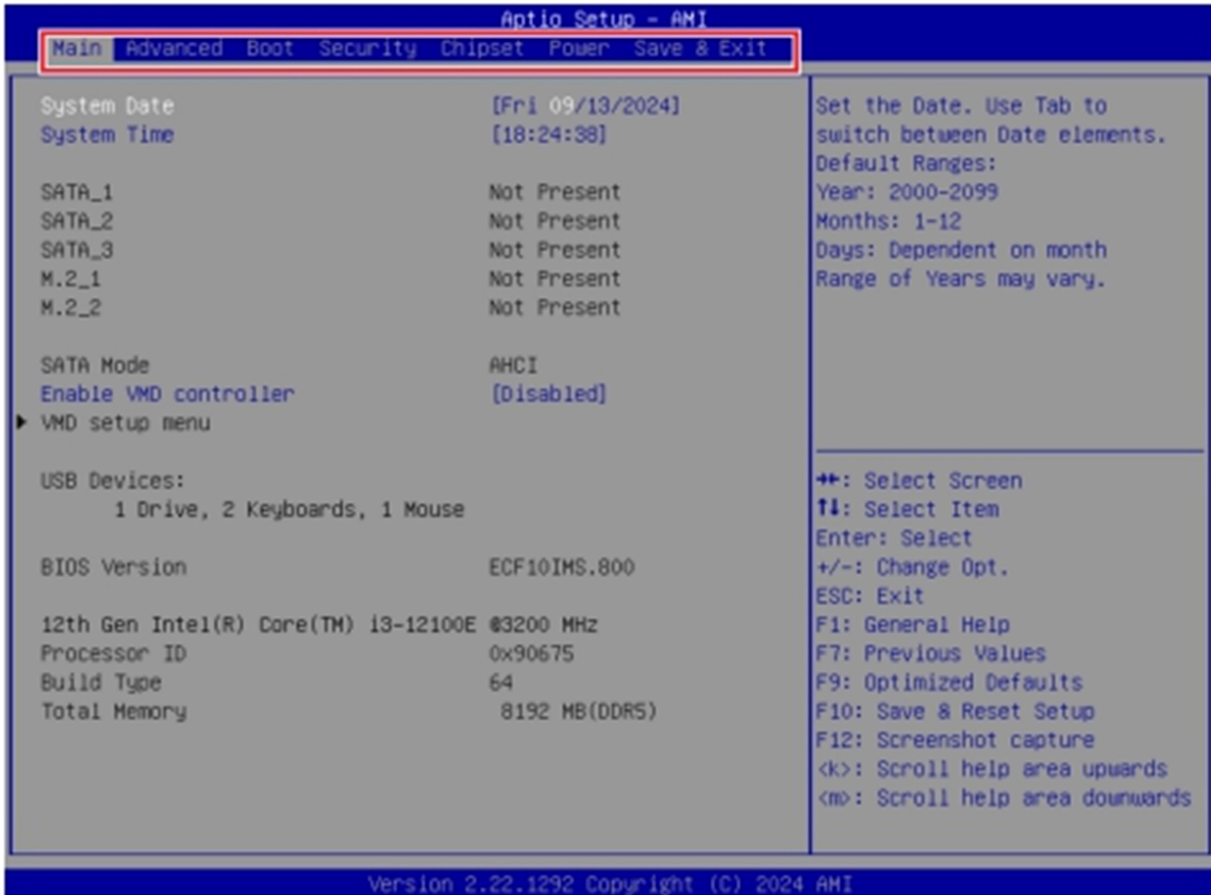 Aptio Setup - AMI
Main Advanced Boot Security Chipset Power Save & Exit
System Date [Fri 09/13/2024]
System Time [18:24:38]
SATA_1 Not Present
SATA_2 Not Present
SATA_3 Not Present
M.2_1 Not Present
M.2_2 Not Present
SATA Mode AHCI
Enable VMD controller [Disabled]
VMD setup menu
USB Devices:
1 Drive, 2 Keyboards, 1 Mouse
BIOS Version ECF10IMS.800
12th Gen Intel(R) Core(TM) i3-12100E @3200 MHz
Processor ID 0x90675
Build Type 64
Total Memory 8192 MB(DDR5)
Set the Date. Use Tab to
switch between Date elements.
Default Ranges:
Year: 2000-2099
Months: 1-12
Days: Dependent on month
Range of Years may vary.
→←: Select Screen
↑↓: Select Item
Enter: Select
+/-: Change Opt.
ESC: Exit
F1: General Help
F7: Previous Values
F9: Optimized Defaults
F10: Save & Reset Setup
F12: Screenshot capture
<k>: Scroll help area upwards
<m>: Scroll help area downwards
Version 2.22.1292 Copyright (C) 2024 AMI